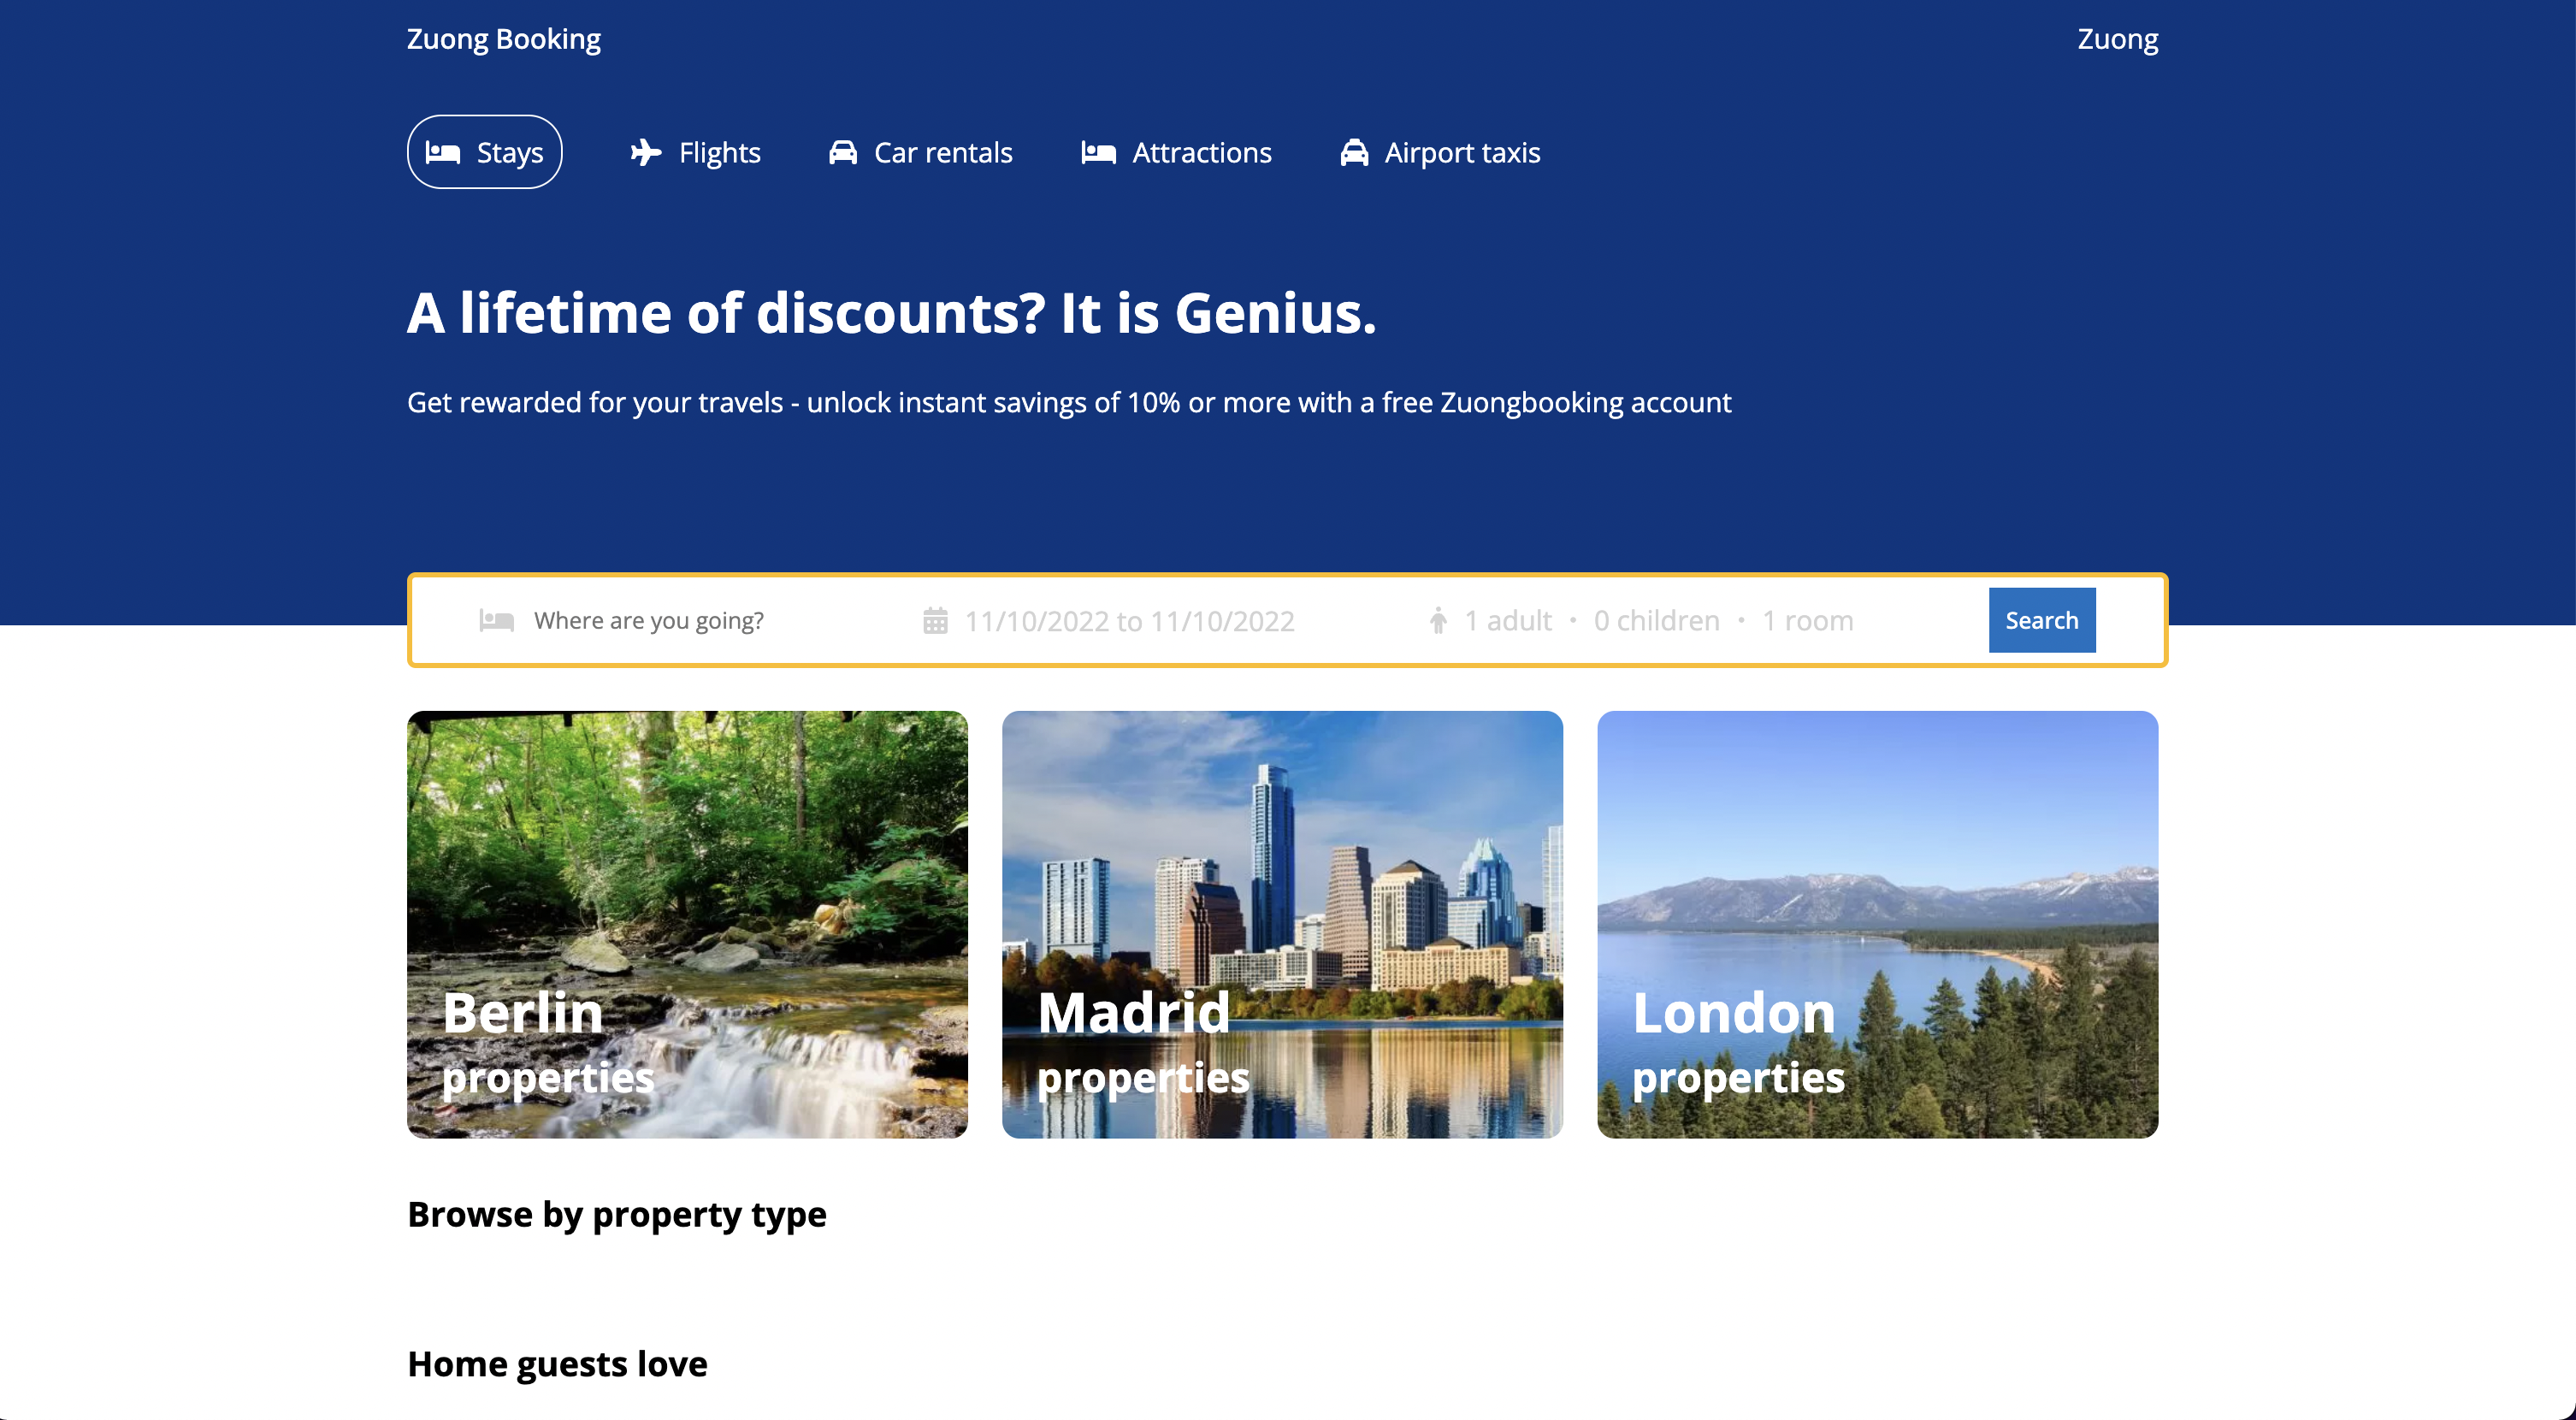 Zuong Booking
Zuong
Stays
Flights
Car rentals
Attractions
Airport taxis
A lifetime of discounts? It is Genius.
Get rewarded for your travels - unlock instant savings of 10% or more with a free Zuongbooking account
Where are you going?
11/10/2022 to 11/10/2022
1 adult · 0 children · 1 room
Search
Berlin
properties
Madrid
properties
London
properties
Browse by property type
Home guests love